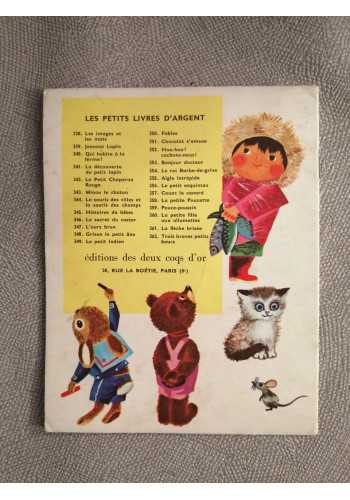 LES PETITS LIVRES D'ARGENT
338. Les images et
les mots
339. Jeannot Lapin
340. Qui habite à la
ferme?
341. La découverte
du petit lapin
342. Le Petit Chaperon
Rouge
343. Minou le chaton
344. La souris des villes et
la souris des champs
345. Histoires de bêtes
346. Le secret du castor
347. L'ours brun
348. Grison le petit âne
349. Le petit Indien
350. Fables
351. Chocolat s'amuse
352. Hou-hou!
cachons-nous!
353. Bonjour docteur
354. Le roi Barbe-de-grive
355. Aigle intrépide
356. Le petit esquimau
357. Couac le canard
358. La petite Poucette
359. Pouce-poussin
360. La petite fille
aux allumettes
361. La Biche brisée
362. Trois braves petits
boucs
éditions des deux coqs d'or
28, RUE LA BOÉTIE, PARIS (8e)